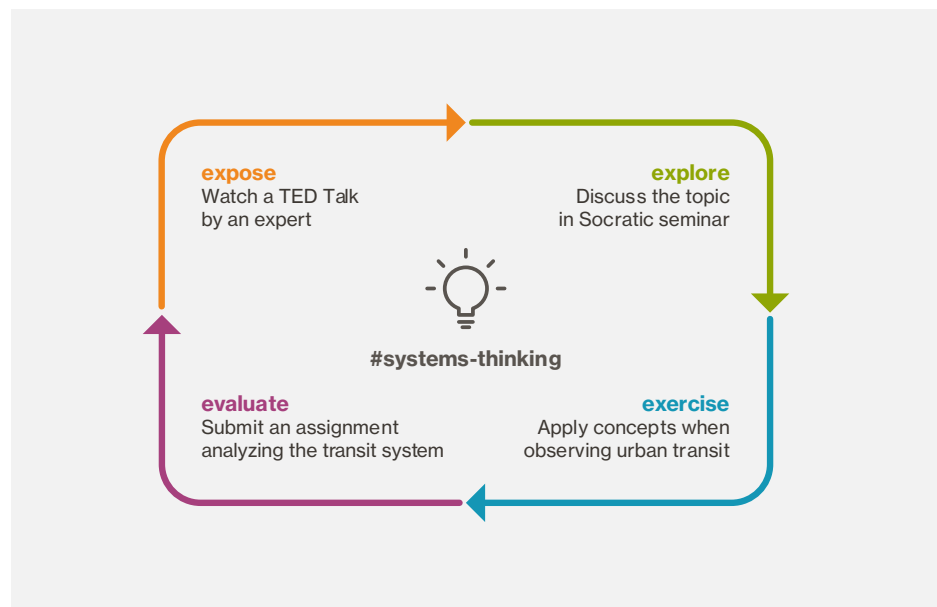 expose
Watch a TED Talk
by an expert
explore
Discuss the topic
in Socratic seminar
#systems-thinking
evaluate
Submit an assignment
analyzing the transit system
exercise
Apply concepts when
observing urban transit